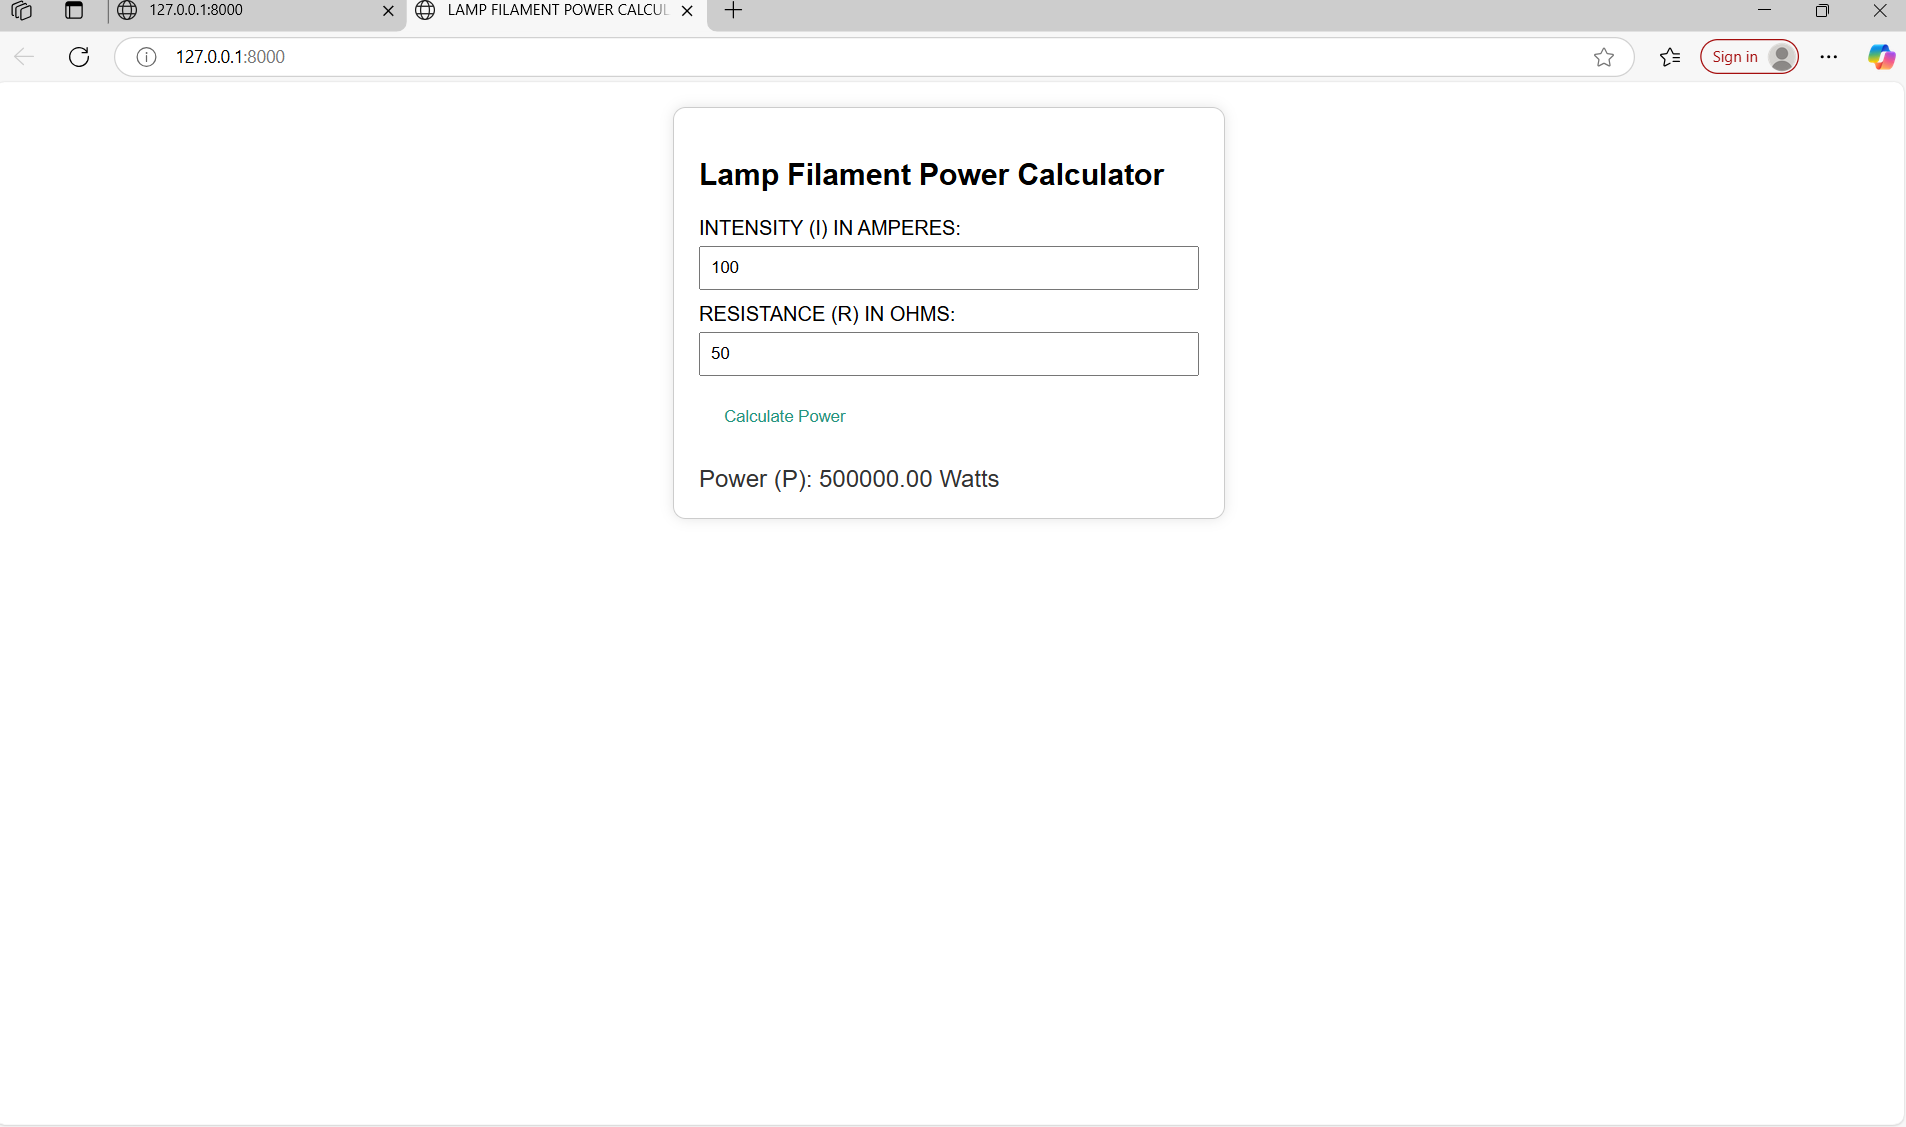 127.0.0.1:8000
LAMP FILAMENT POWER CALCUL
127.0.0.1:8000
Sign in
Lamp Filament Power Calculator
INTENSITY (I) IN AMPERES:
100
RESISTANCE (R) IN OHMS:
50
Calculate Power
Power (P): 500000.00 Watts